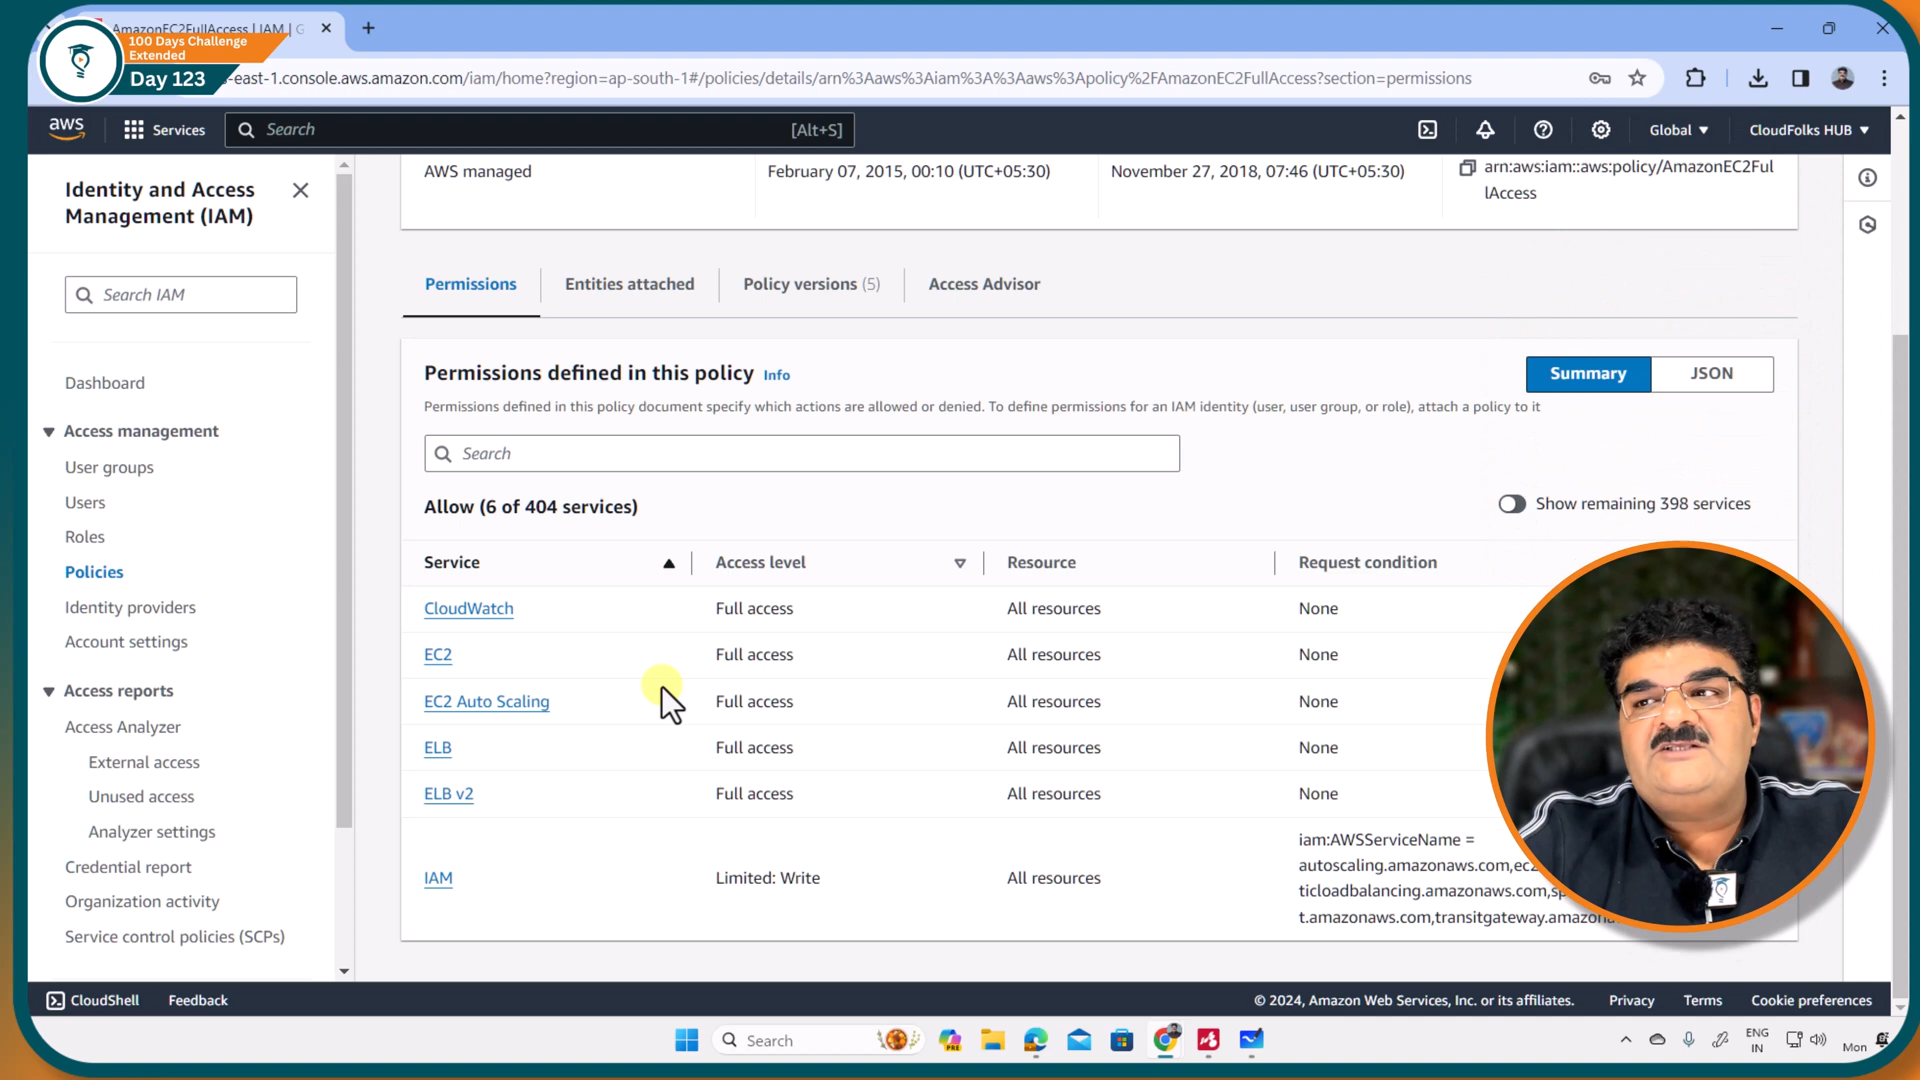 AmazonEC2FullAccess | IAM | G
100 Days Challenge
Extended
Day 123
-east-1.console.aws.amazon.com/iam/home?region=ap-south-1#/policies/details/arn%3Aaws%3Aiam%3A%3Aaws%3Apolicy%2FAmazonEC2FullAccess?section=permissions
aws
Services
Search
[Alt+S]
Global
CloudFolks HUB
Identity and Access
Management (IAM)
Search IAM
Dashboard
Access management
User groups
Users
Roles
Policies
Identity providers
Account settings
Access reports
Access Analyzer
External access
Unused access
Analyzer settings
Credential report
Organization activity
Service control policies (SCPs)
AWS managed
February 07, 2015, 00:10 (UTC+05:30)
November 27, 2018, 07:46 (UTC+05:30)
arn:aws:iam::aws:policy/AmazonEC2Ful
lAccess
Permissions
Entities attached
Policy versions (5)
Access Advisor
Permissions defined in this policy Info
Summary
JSON
Permissions defined in this policy document specify which actions are allowed or denied. To define permissions for an IAM identity (user, user group, or role), attach a policy to it
Search
Allow (6 of 404 services)
Show remaining 398 services
Service Access level Resource Request condition
CloudWatch Full access All resources None
EC2 Full access All resources None
EC2 Auto Scaling Full access All resources None
ELB Full access All resources None
ELB v2 Full access All resources None
IAM Limited: Write All resources
iam:AWSServiceName =
autoscaling.amazonaws.com,ec2
ticloadbalancing.amazonaws.com,sp
t.amazonaws.com,transitgateway.amazona
CloudShell
Feedback
© 2024, Amazon Web Services, Inc. or its affiliates.
Privacy
Terms
Cookie preferences
Search
PRE
ENG
IN
Mon